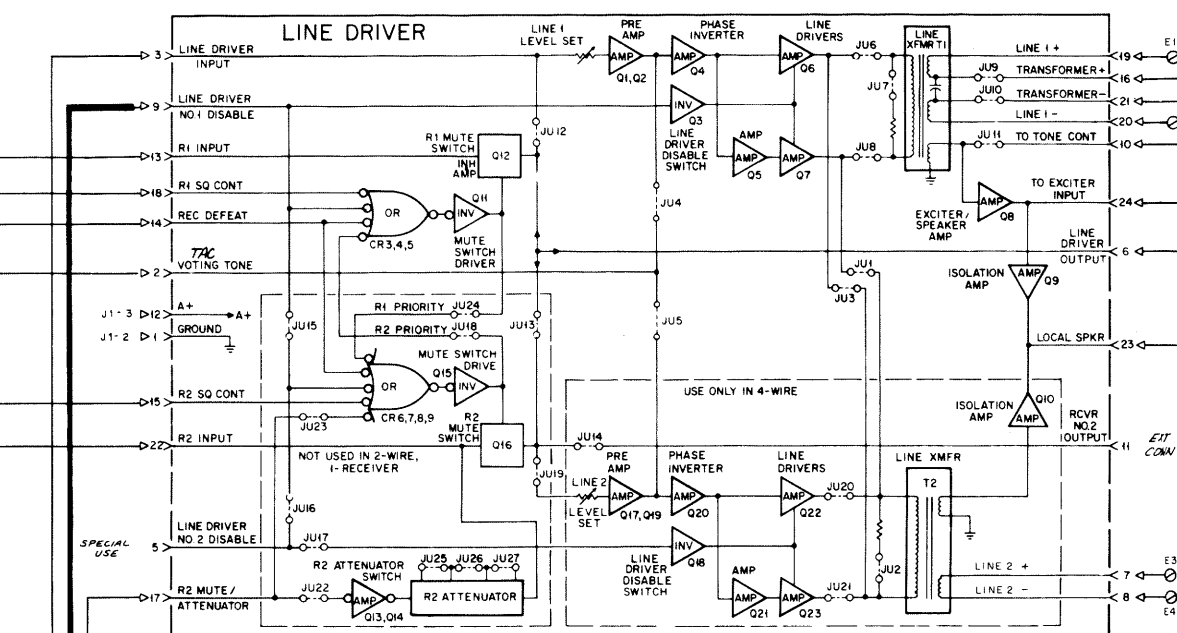 LINE DRIVER
3 LINE DRIVER
INPUT
9 LINE DRIVER
NO.1 DISABLE
13 R1 INPUT
18 R1 SQ CONT
14 REC DEFEAT
TAC
2 VOTING TONE
J1-3 12 A+
A+
J1-2 1 GROUND
15 R2 SQ CONT
22 R2 INPUT
LINE DRIVER
NO.2 DISABLE
SPECIAL
USE
5
17 R2 MUTE/
ATTENUATOR
LINE 1
LEVEL SET
PRE
AMP
AMP
Q1,Q2
PHASE
INVERTER
AMP
Q4
LINE
DRIVERS
AMP
Q6
INV
Q3
LINE
DRIVER
DISABLE
SWITCH
AMP
AMP
Q5
AMP
Q7
JU6
JU7
JU8
LINE
XFMR T1
LINE 1 +
19
E1
JU9
TRANSFORMER+
16
JU10
TRANSFORMER-
21
LINE 1 -
20
JU11
TO TONE CONT
10
TO EXCITER
INPUT
24
AMP
Q8
EXCITER/
SPEAKER
AMP
LINE
DRIVER
OUTPUT
6
ISOLATION
AMP
AMP
Q9
LOCAL SPKR
23
JU12
R1 MUTE
SWITCH
INH
AMP
Q12
OR
CR3,4,5
Q11
INV
MUTE
SWITCH
DRIVER
JU4
JU1
JU3
JU5
JU13
JU15
R1 PRIORITY JU24
R2 PRIORITY JU18
MUTE SWITCH
DRIVE
Q15
INV
OR
CR6,7,8,9
JU23
R2
MUTE
SWITCH
Q16
NOT USED IN 2-WIRE,
1-RECEIVER
JU16
JU17
JU22
R2 ATTENUATOR
SWITCH
AMP
Q13,Q14
JU25 JU26 JU27
R2 ATTENUATOR
USE ONLY IN 4-WIRE
ISOLATION
AMP
Q10
AMP
RCVR
NO.2
OUTPUT
11
EXT
CONN
JU14
JU19
LINE 2
LEVEL
SET
PRE
AMP
AMP
Q17,Q19
PHASE
INVERTER
AMP
Q20
LINE
DRIVERS
AMP
Q22
JU20
LINE XMFR
T2
INV
Q18
LINE
DRIVER
DISABLE
SWITCH
AMP
AMP
Q21
AMP
Q23
JU21
JU2
LINE 2 +
7
E3
LINE 2 -
8
E4